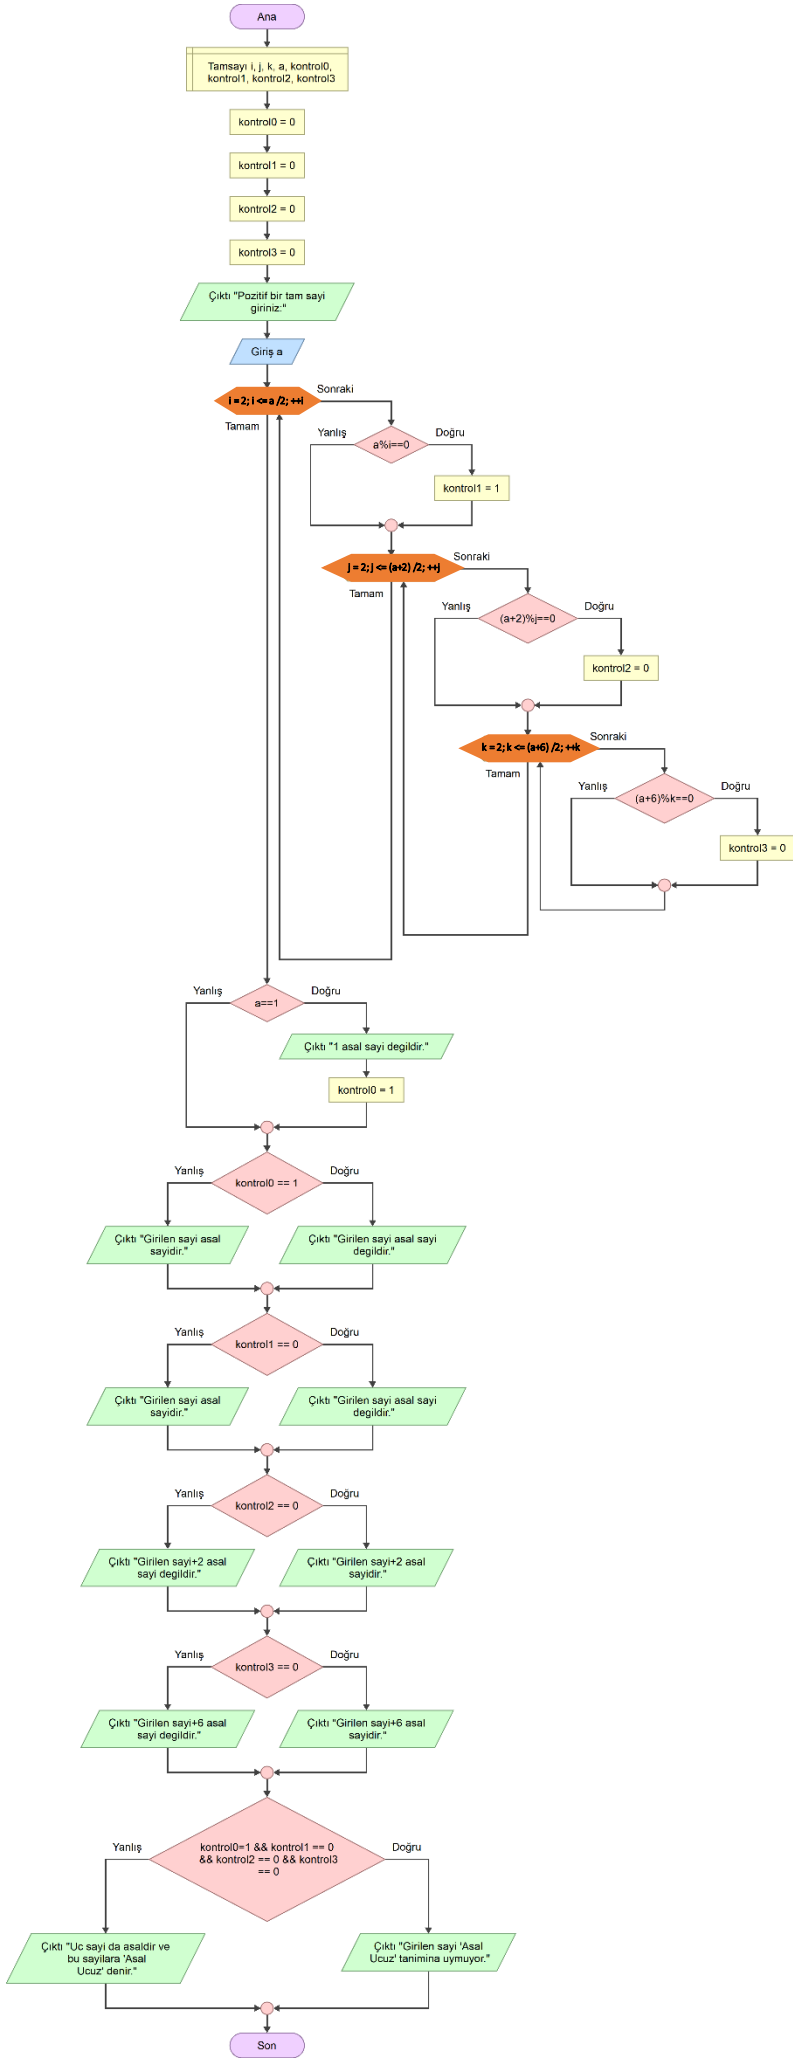 Ana
Tamsayı i, j, k, a, kontrol0,
kontrol1, kontrol2, kontrol3
kontrol0 = 0
kontrol1 = 0
kontrol2 = 0
kontrol3 = 0
Çıktı "Pozitif bir tam sayi
giriniz:"
Giriş a
i = 2; i <= a /2; ++i
Sonraki
Tamam
Yanlış
a%i==0
Doğru
kontrol1 = 1
j = 2; j <= (a+2) /2; ++j
Sonraki
Tamam
Yanlış
(a+2)%j==0
Doğru
kontrol2 = 0
k = 2; k <= (a+6) /2; ++k
Sonraki
Tamam
Yanlış
(a+6)%k==0
Doğru
kontrol3 = 0
Yanlış
a==1
Doğru
Çıktı "1 asal sayi degildir."
kontrol0 = 1
Yanlış
kontrol0 == 1
Doğru
Çıktı "Girilen sayi asal
sayidir."
Çıktı "Girilen sayi asal sayi
degildir."
Yanlış
kontrol1 == 0
Doğru
Çıktı "Girilen sayi asal
sayidir."
Çıktı "Girilen sayi asal sayi
degildir."
Yanlış
kontrol2 == 0
Doğru
Çıktı "Girilen sayi+2 asal
sayi degildir."
Çıktı "Girilen sayi+2 asal
sayidir."
Yanlış
kontrol3 == 0
Doğru
Çıktı "Girilen sayi+6 asal
sayi degildir."
Çıktı "Girilen sayi+6 asal
sayidir."
Yanlış
kontrol0=1 && kontrol1 == 0
&& kontrol2 == 0 && kontrol3
== 0
Doğru
Çıktı "Uc sayi da asaldir ve
bu sayilara 'Asal
Ucuz' denir."
Çıktı "Girilen sayi 'Asal
Ucuz' tanimina uymuyor."
Son